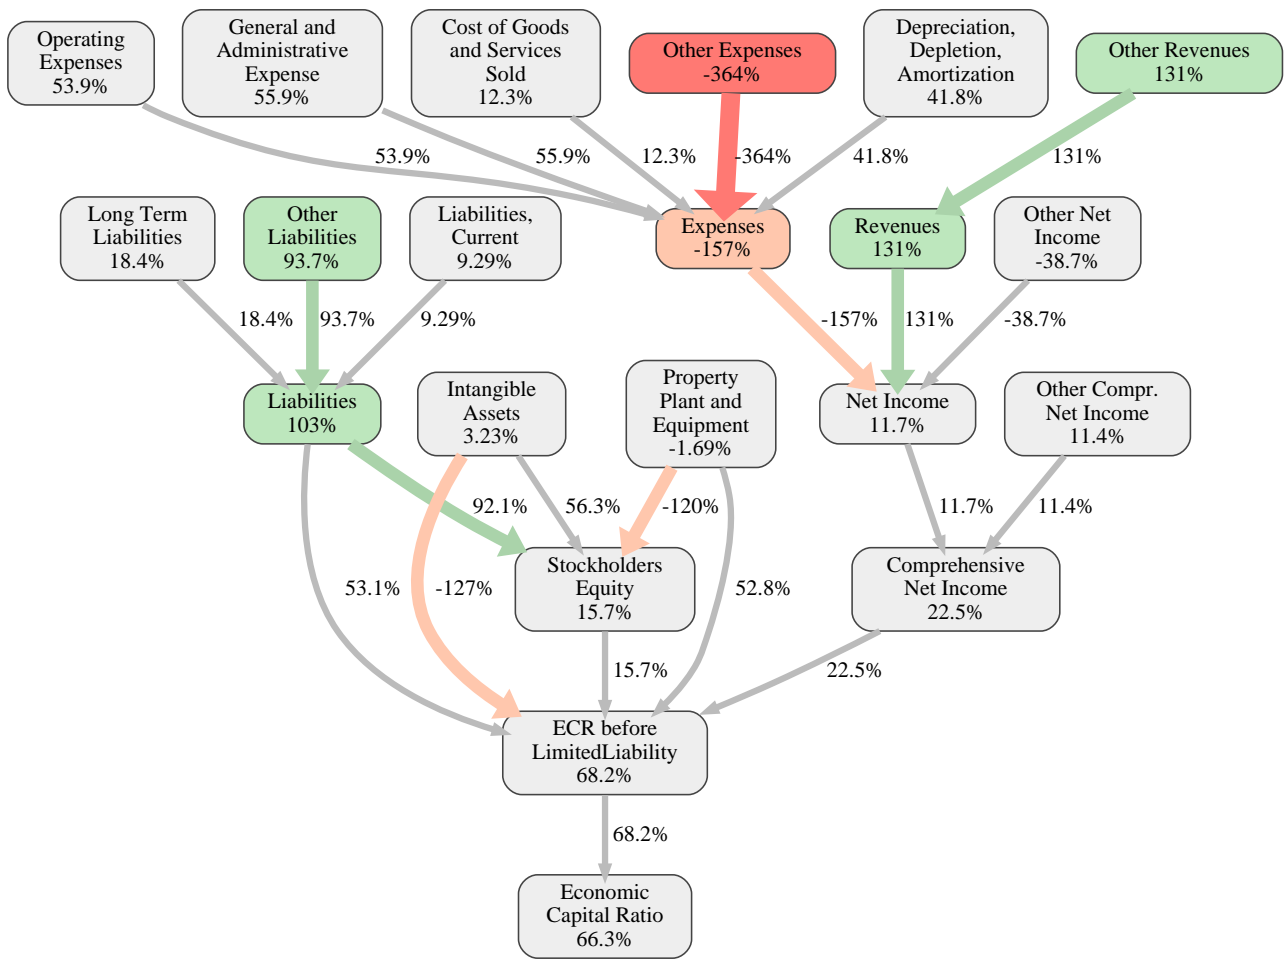 Operating
Expenses
53.9%
General and
Administrative
Expense
55.9%
Cost of Goods
and Services
Sold
12.3%
Other Expenses
-364%
Depreciation,
Depletion,
Amortization
41.8%
Other Revenues
131%
53.9%
55.9%
12.3%
-364%
41.8%
131%
Long Term
Liabilities
18.4%
Other
Liabilities
93.7%
Liabilities,
Current
9.29%
Expenses
-157%
Revenues
131%
Other Net
Income
-38.7%
18.4%
93.7%
9.29%
-157%
131%
-38.7%
Liabilities
103%
Intangible
Assets
3.23%
Property
Plant and
Equipment
-1.69%
Net Income
11.7%
Other Compr.
Net Income
11.4%
92.1%
56.3%
-120%
11.7%
11.4%
53.1%
-127%
Stockholders
Equity
15.7%
52.8%
Comprehensive
Net Income
22.5%
15.7%
22.5%
ECR before
LimitedLiability
68.2%
68.2%
Economic
Capital Ratio
66.3%